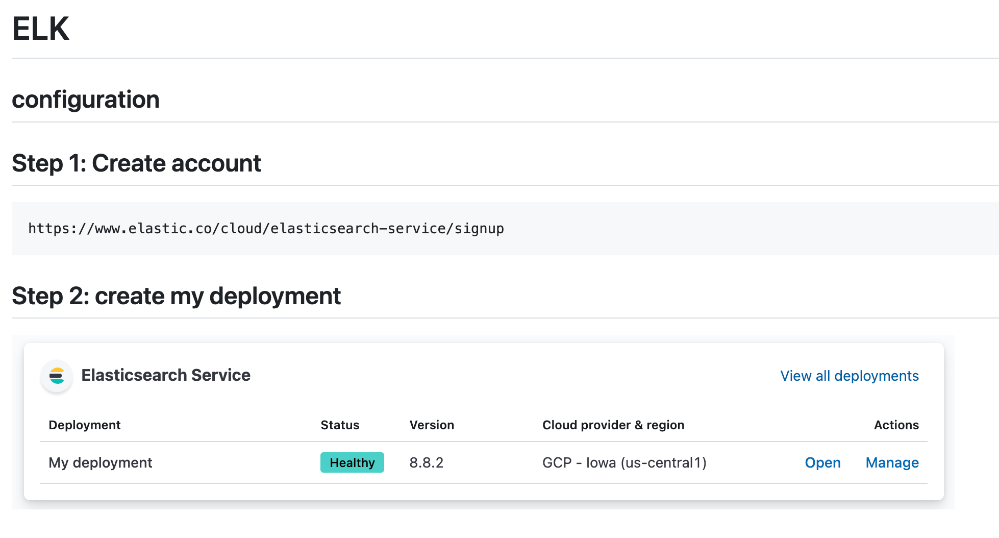 ELK
configuration
Step 1: Create account
https://www.elastic.co/cloud/elasticsearch-service/signup
Step 2: create my deployment
Elasticsearch Service View all deployments
Deployment Status Version Cloud provider & region Actions
My deployment Healthy 8.8.2 GCP - Iowa (us-central1) Open Manage